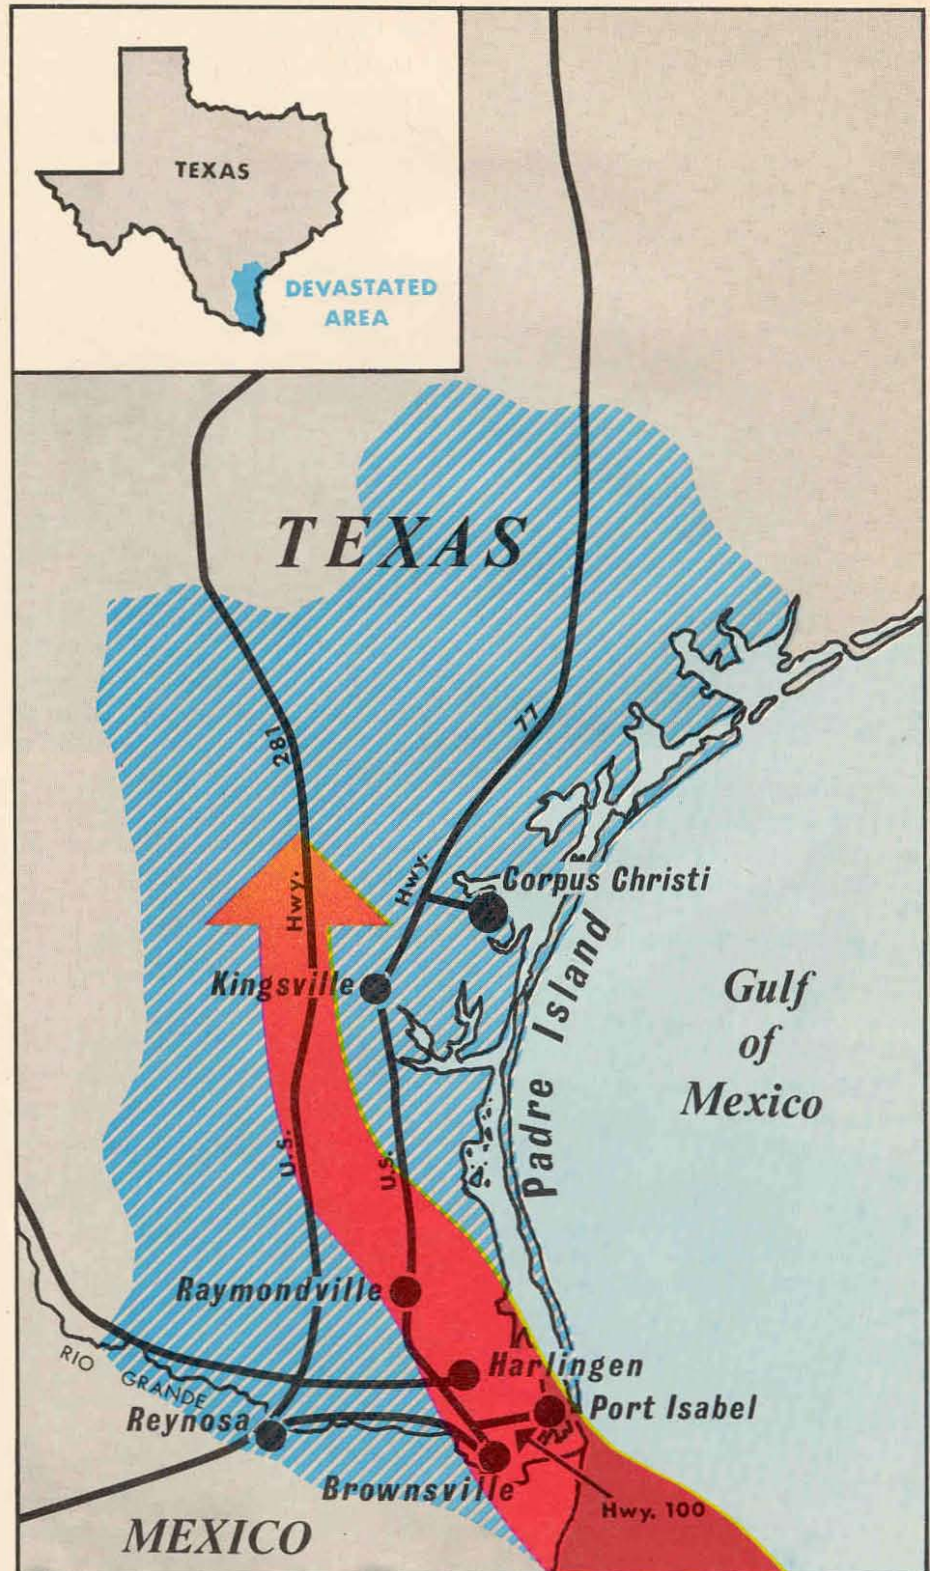 TEXAS
DEVASTATED
AREA
TEXAS
281
77
Hwy.
Hwy.
Corpus Christi
Kingsville
Padre Island
Gulf
of
Mexico
U.S.
U.S.
Raymondville
Harlingen
RIO GRANDE
Reynosa
Port Isabel
Brownsville
Hwy. 100
MEXICO